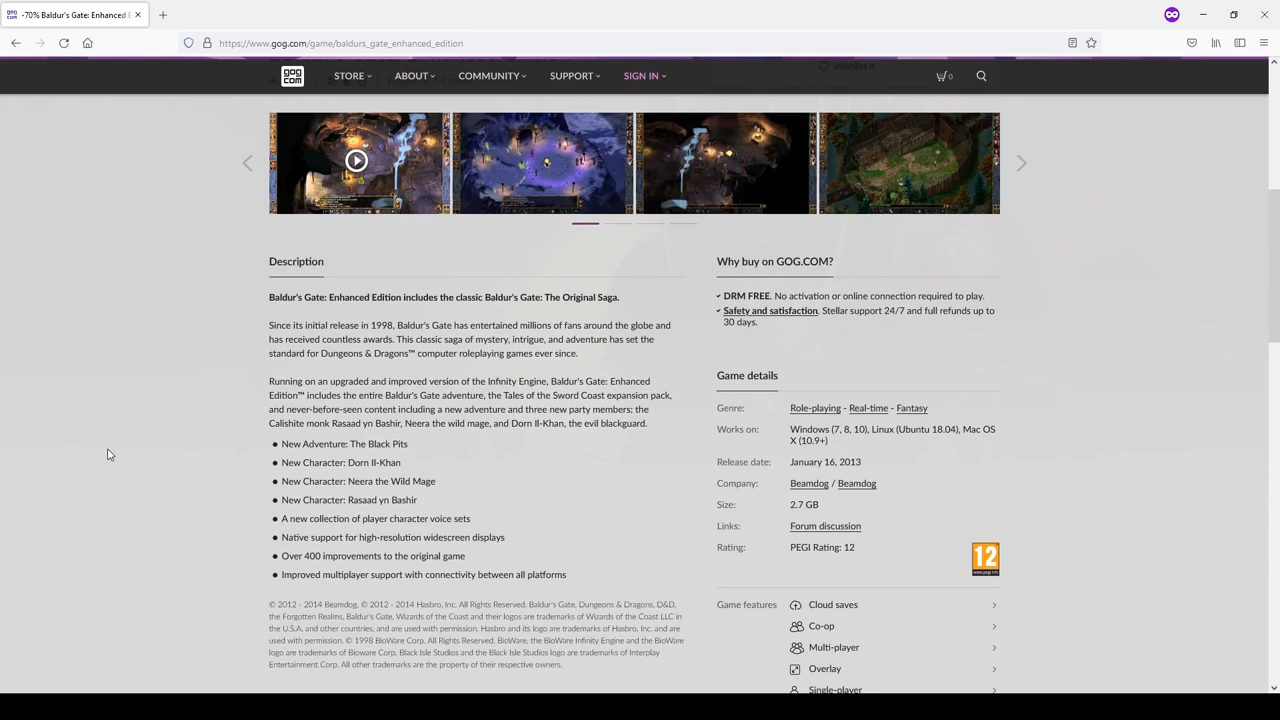 -70% Baldur's Gate: Enhanced E
https://www.gog.com/game/baldurs_gate_enhanced_edition
Wishlist it
gog
com
STORE
ABOUT
COMMUNITY
SUPPORT
SIGN IN
0
Description
Baldur's Gate: Enhanced Edition includes the classic Baldur's Gate: The Original Saga.
Since its initial release in 1998, Baldur's Gate has entertained millions of fans around the globe and
has received countless awards. This classic saga of mystery, intrigue, and adventure has set the
standard for Dungeons & Dragons™ computer roleplaying games ever since.
Running on an upgraded and improved version of the Infinity Engine, Baldur's Gate: Enhanced
Edition™ includes the entire Baldur's Gate adventure, the Tales of the Sword Coast expansion pack,
and never-before-seen content including a new adventure and three new party members: the
Calishite monk Rasaad yn Bashir, Neera the wild mage, and Dorn Il-Khan, the evil blackguard.
● New Adventure: The Black Pits
● New Character: Dorn Il-Khan
● New Character: Neera the Wild Mage
● New Character: Rasaad yn Bashir
● A new collection of player character voice sets
● Native support for high-resolution widescreen displays
● Over 400 improvements to the original game
● Improved multiplayer support with connectivity between all platforms
© 2012 - 2014 Beamdog. © 2012 - 2014 Hasbro, Inc. All Rights Reserved. Baldur's Gate, Dungeons & Dragons, D&D,
the Forgotten Realms, Baldur's Gate, Wizards of the Coast and their logos are trademarks of Wizards of the Coast LLC in
the U.S.A. and other countries, and are used with permission. Hasbro and its logo are trademarks of Hasbro, Inc. and are
used with permission. © 1998 BioWare Corp. All Rights Reserved. BioWare, the BioWare Infinity Engine and the BioWare
logo are trademarks of Bioware Corp. Black Isle Studios and the Black Isle Studios logo are trademarks of Interplay
Entertainment Corp. All other trademarks are the property of their respective owners.
Why buy on GOG.COM?
DRM FREE. No activation or online connection required to play.
Safety and satisfaction. Stellar support 24/7 and full refunds up to
30 days.
Game details
Genre: Role-playing - Real-time - Fantasy
Works on: Windows (7, 8, 10), Linux (Ubuntu 18.04), Mac OS
X (10.9+)
Release date: January 16, 2013
Company: Beamdog / Beamdog
Size: 2.7 GB
Links: Forum discussion
Rating: PEGI Rating: 12
12
www.pegi.info
Game features
Cloud saves
Co-op
Multi-player
Overlay
Single-player